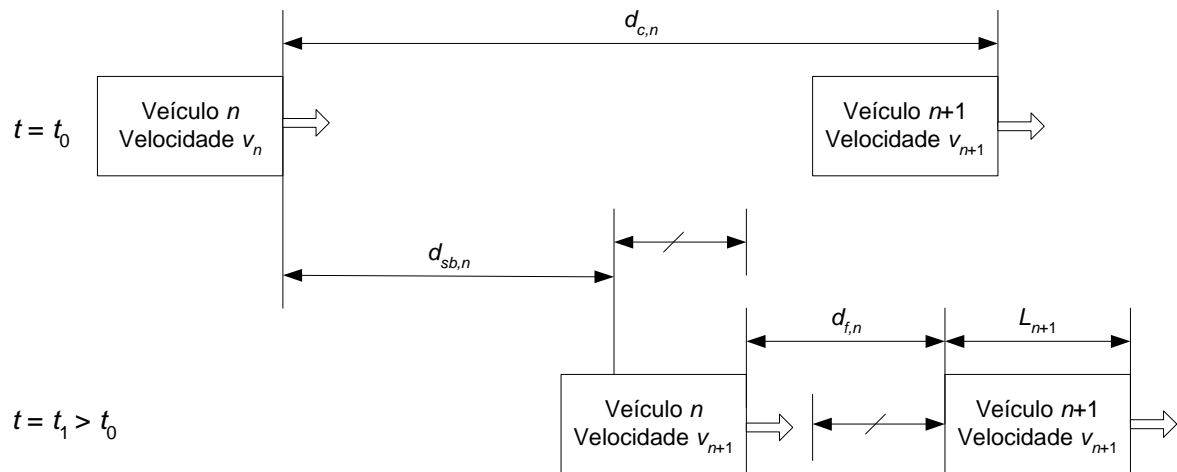 d_{c,n}
t = t_0
Veículo n
Velocidade v_n
Veículo n+1
Velocidade v_{n+1}
d_{sb,n}
d_{f,n}
L_{n+1}
t = t_1 > t_0
Veículo n
Velocidade v_{n+1}
Veículo n+1
Velocidade v_{n+1}